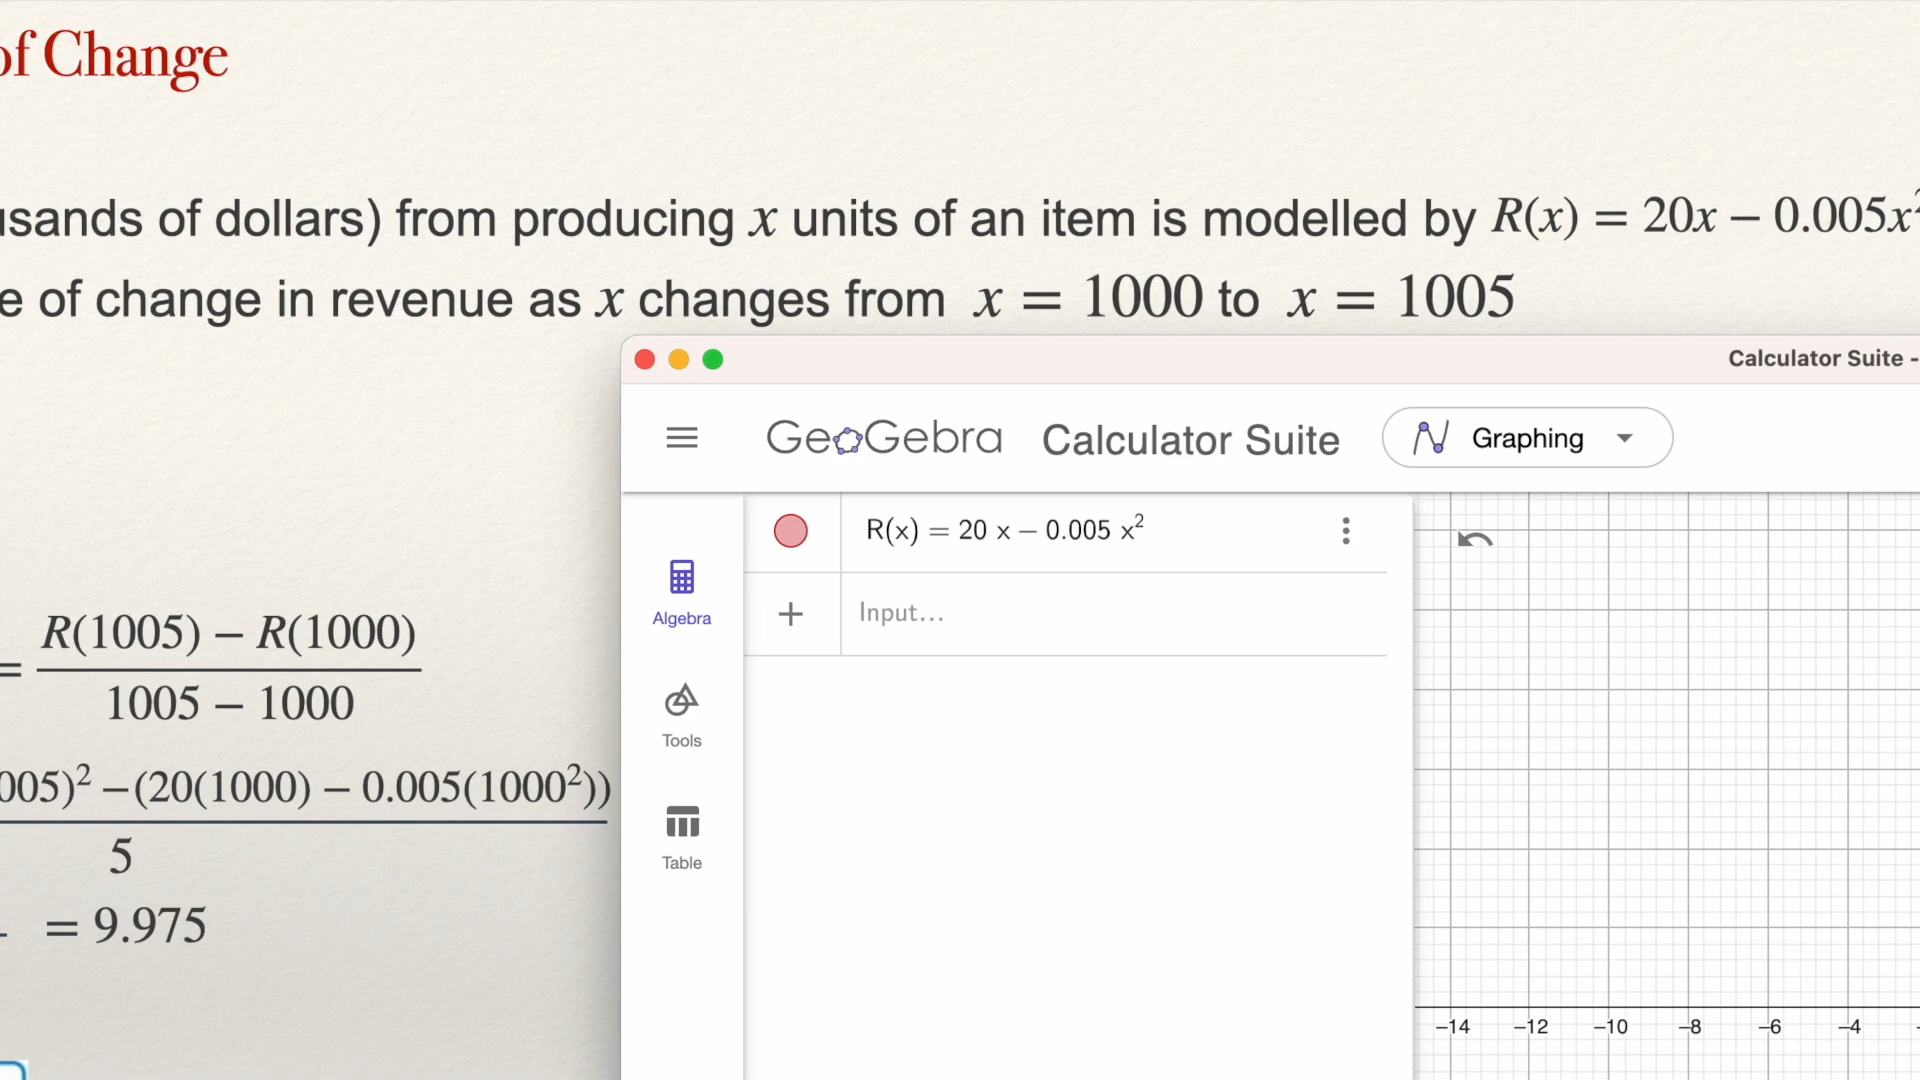 of Change
usands of dollars) from producing x units of an item is modelled by R(x) = 20x − 0.005x²
e of change in revenue as x changes from x = 1000 to x = 1005
= R(1005) − R(1000)
1005 − 1000
005)² −(20(1000) − 0.005(1000²))
5
= 9.975
Calculator Suite -
GeoGebra Calculator Suite Graphing
R(x) = 20 x − 0.005 x²
Input…
Algebra
Tools
Table
−14 −12 −10 −8 −6 −4